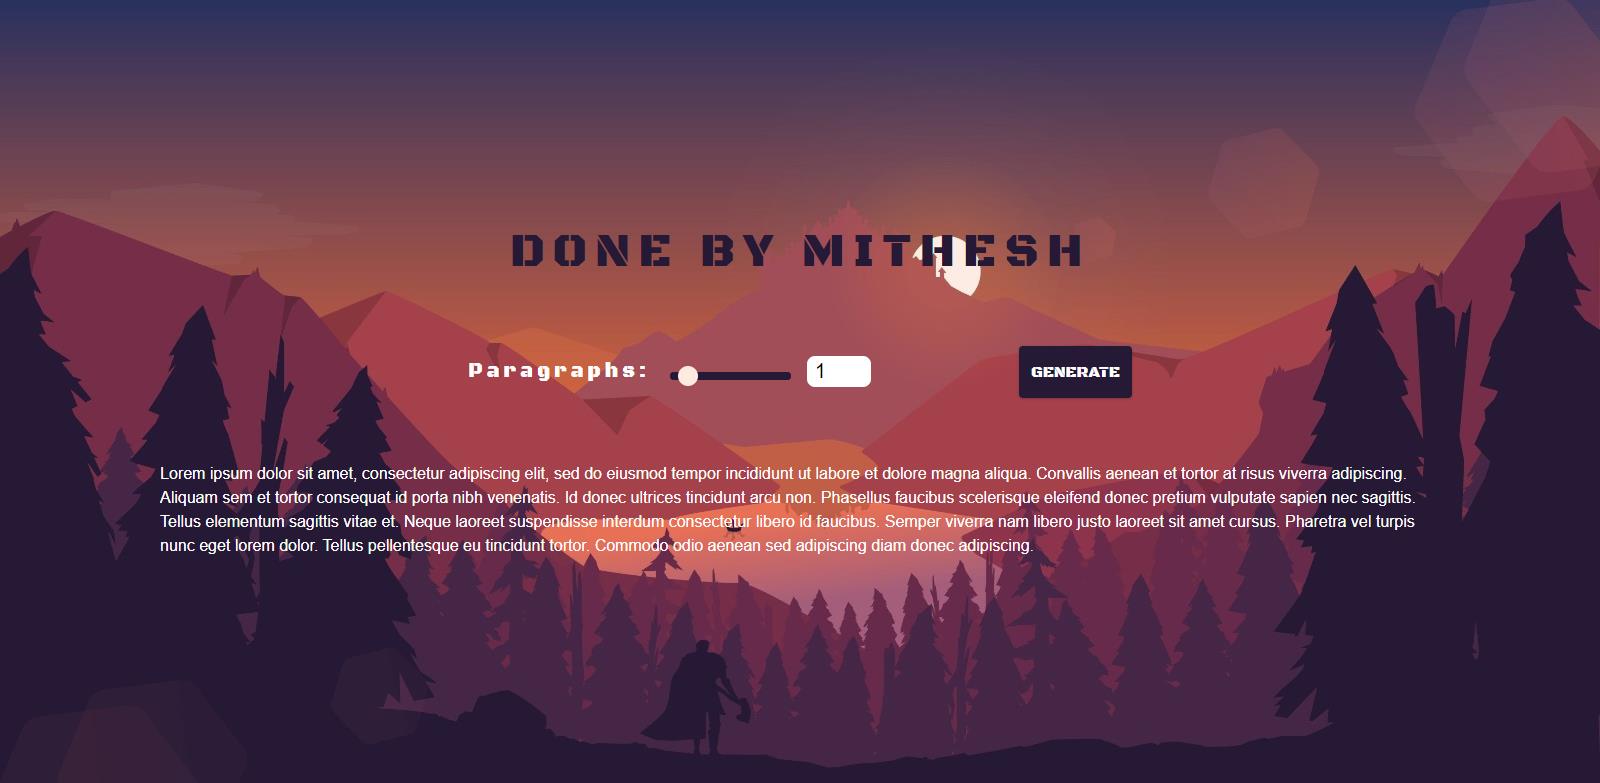 DONE BY MITHESH
Paragraphs: 1 GENERATE
Lorem ipsum dolor sit amet, consectetur adipiscing elit, sed do eiusmod tempor incididunt ut labore et dolore magna aliqua. Convallis aenean et tortor at risus viverra adipiscing.
Aliquam sem et tortor consequat id porta nibh venenatis. Id donec ultrices tincidunt arcu non. Phasellus faucibus scelerisque eleifend donec pretium vulputate sapien nec sagittis.
Tellus elementum sagittis vitae et. Neque laoreet suspendisse interdum consectetur libero id faucibus. Semper viverra nam libero justo laoreet sit amet cursus. Pharetra vel turpis
nunc eget lorem dolor. Tellus pellentesque eu tincidunt tortor. Commodo odio aenean sed adipiscing diam donec adipiscing.